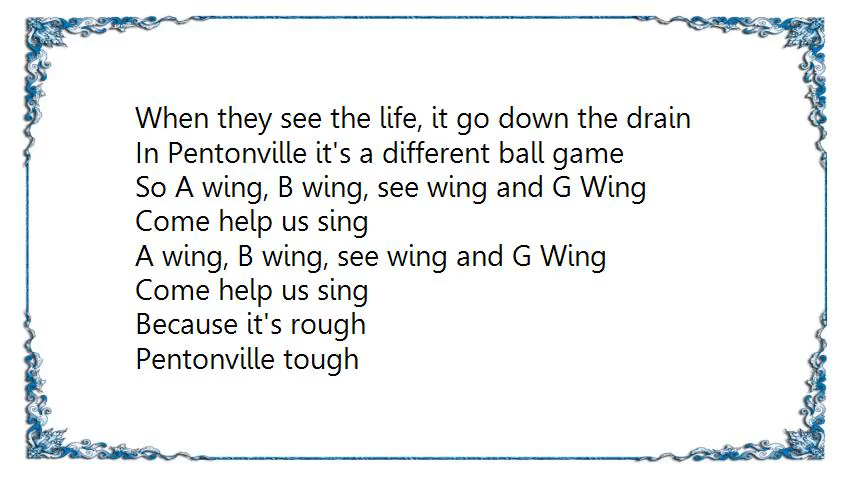 When they see the life, it go down the drain
In Pentonville it's a different ball game
So A wing, B wing, see wing and G Wing
Come help us sing
A wing, B wing, see wing and G Wing
Come help us sing
Because it's rough
Pentonville tough